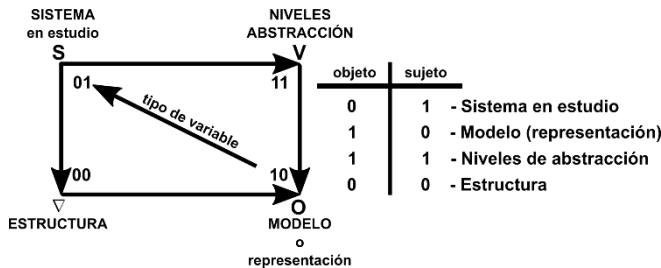 SISTEMA
en estudio
S
NIVELES
ABSTRACCIÓN
V
01
11
tipo de variable
00
10
▽
ESTRUCTURA
O
MODELO
o
representación
objeto sujeto
0 1 - Sistema en estudio
1 0 - Modelo (representación)
1 1 - Niveles de abstracción
0 0 - Estructura